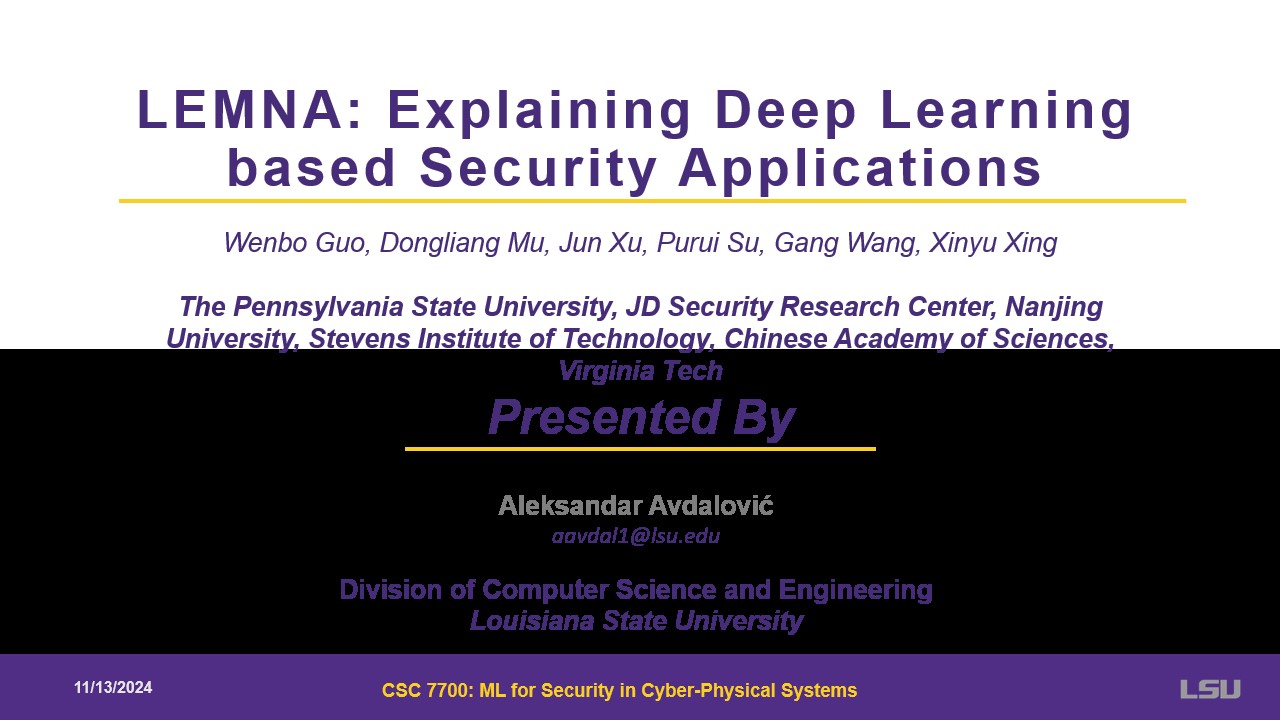 LEMNA: Explaining Deep Learning
based Security Applications
Wenbo Guo, Dongliang Mu, Jun Xu, Purui Su, Gang Wang, Xinyu Xing
The Pennsylvania State University, JD Security Research Center, Nanjing
University, Stevens Institute of Technology, Chinese Academy of Sciences,
Virginia Tech
Presented By
Aleksandar Avdalović
aavdal1@lsu.edu
Division of Computer Science and Engineering
Louisiana State University
11/13/2024
CSC 7700: ML for Security in Cyber-Physical Systems
LSU